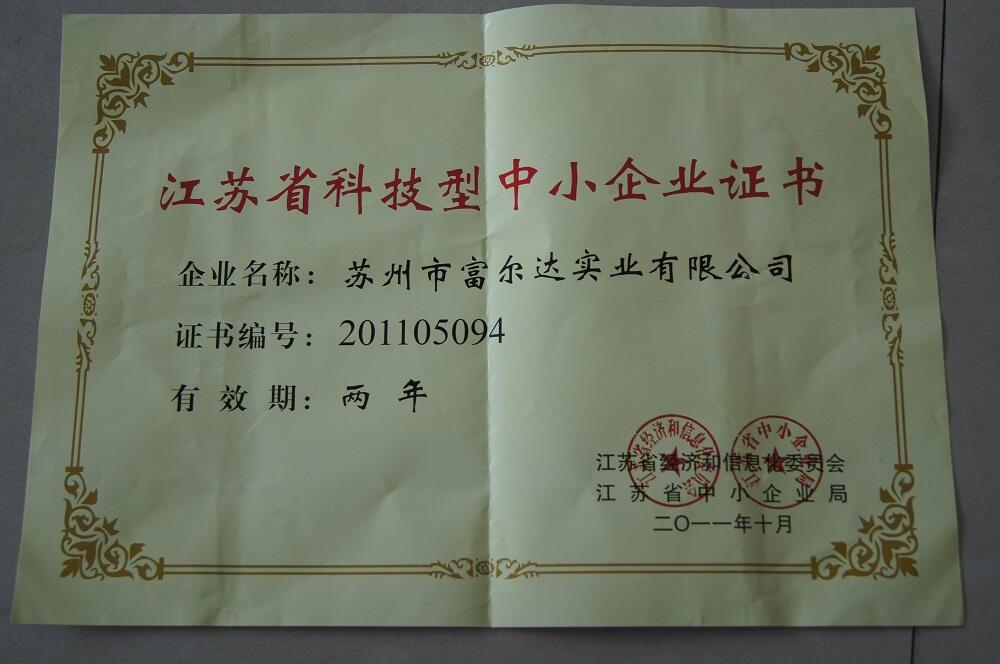 江苏省科技型中小企业证书
企业名称：苏州市富尔达实业有限公司
证书编号：201105094
有效期：两年
江苏省经济和信息化委员会
江苏省中小企业局
二〇一一年十月